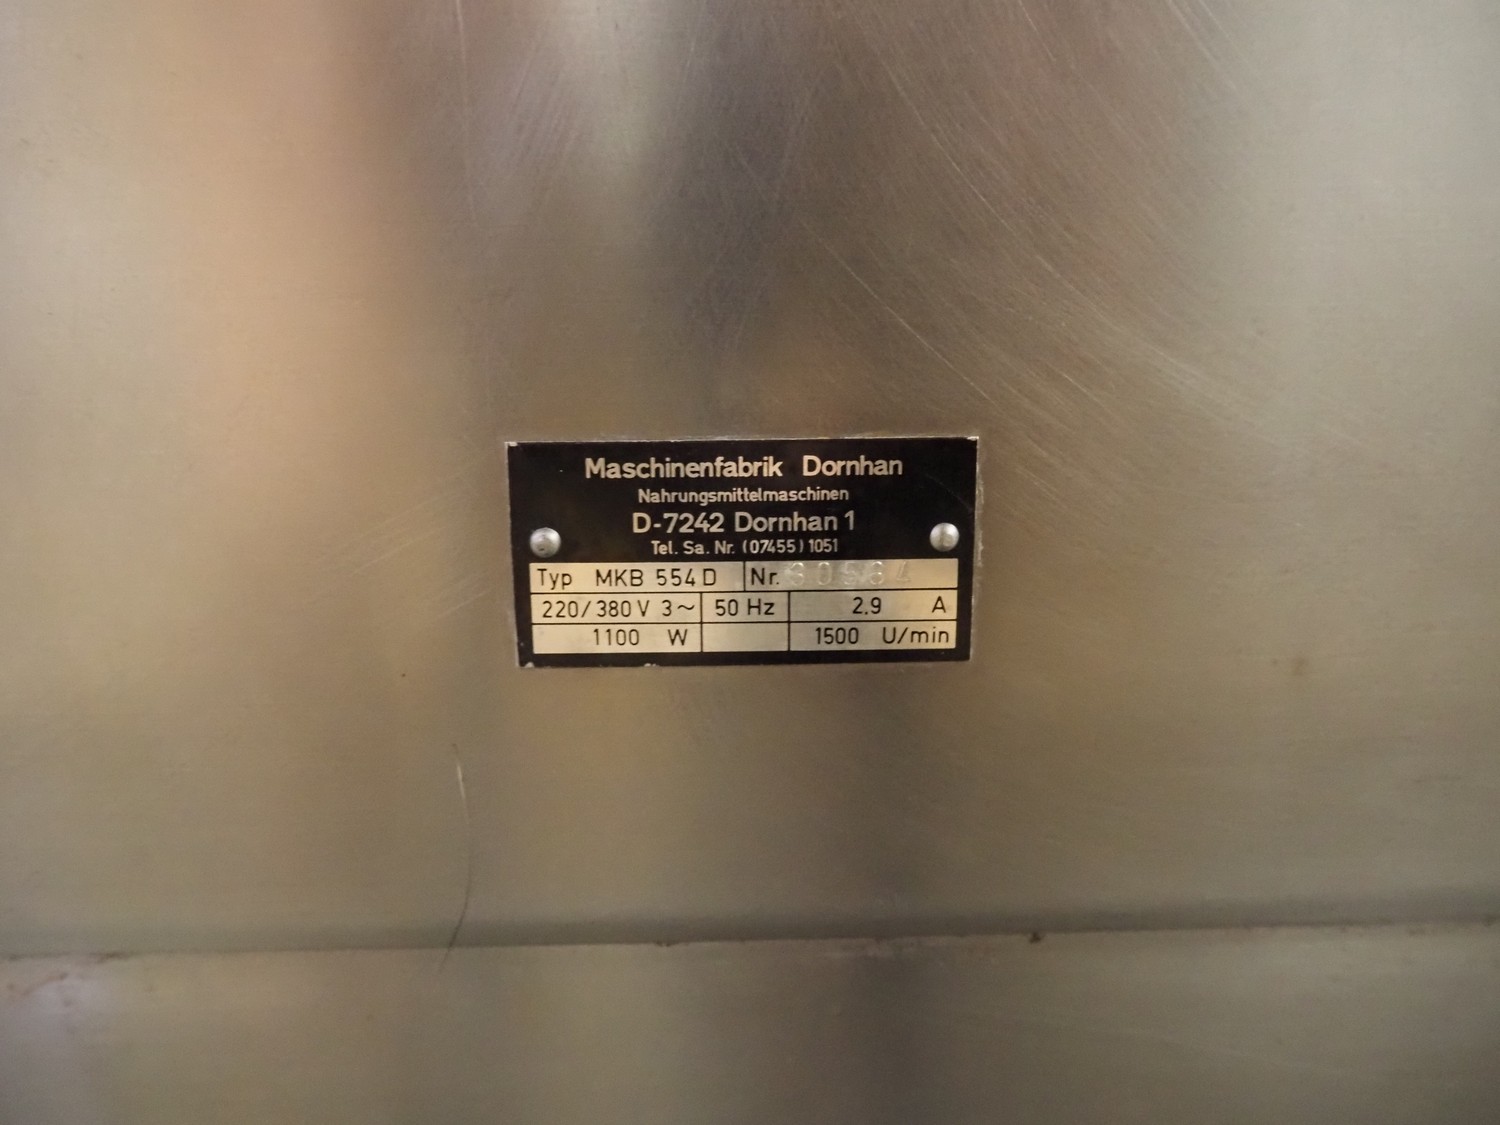 Maschinenfabrik Dornhan
Nahrungsmittelmaschinen
D-7242 Dornhan 1
Tel. Sa. Nr. (07455) 1051
Typ MKB 554 D Nr.
220/380 V 3~ 50 Hz 2.9 A
1100 W 1500 U/min